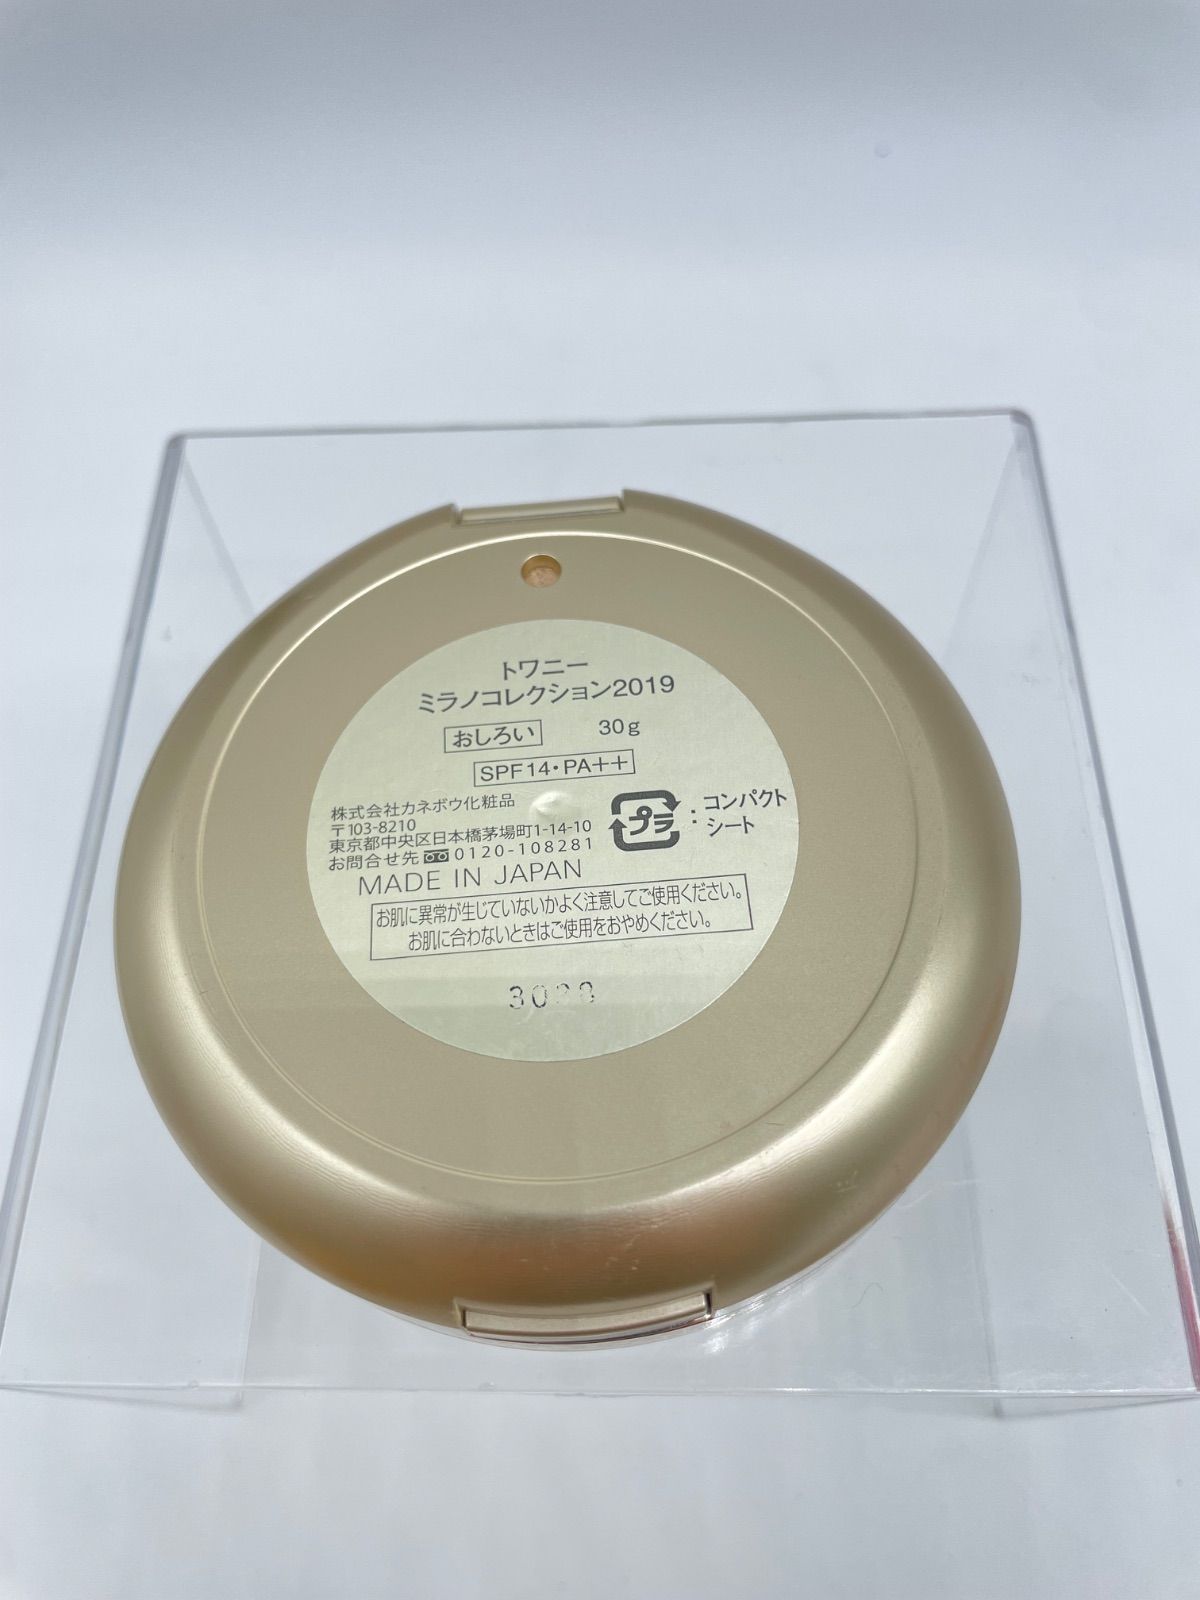 トワニー
ミラノコレクション2019
おしろい 30g
SPF14・PA++
株式会社カネボウ化粧品
〒103-8210
東京都中央区日本橋茅場町1-14-10
お問合せ先 0120-108281
プラ : コンパクト
シート
MADE IN JAPAN
お肌に異常が生じていないかよく注意してご使用ください。
お肌に合わないときはご使用をおやめください。